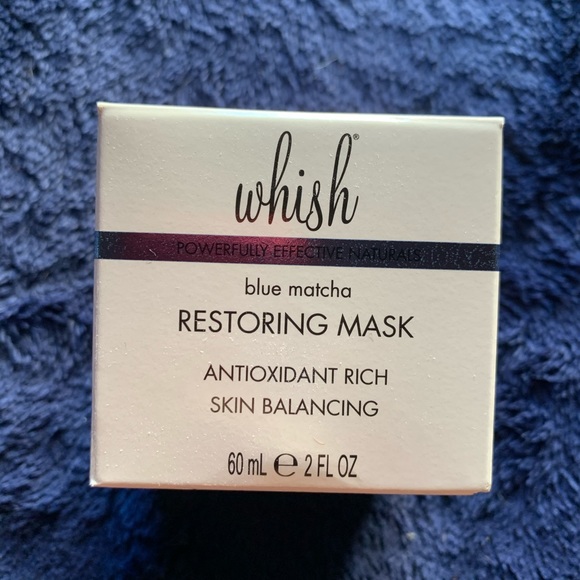 whish®
POWERFULLY EFFECTIVE NATURALS
blue matcha
RESTORING MASK
ANTIOXIDANT RICH
SKIN BALANCING
60 mL ℮ 2 FL OZ